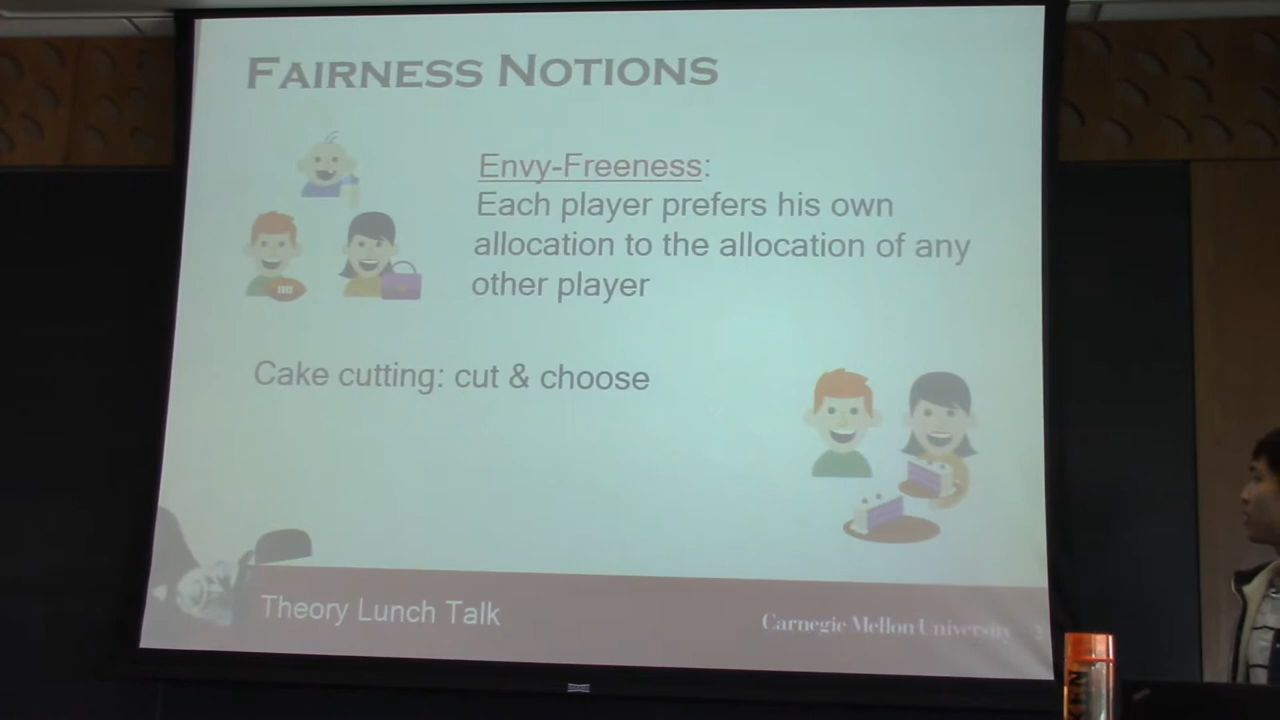 FAIRNESS NOTIONS
Envy-Freeness:
Each player prefers his own
allocation to the allocation of any
other player
Cake cutting: cut & choose
Theory Lunch Talk
Carnegie Mellon University